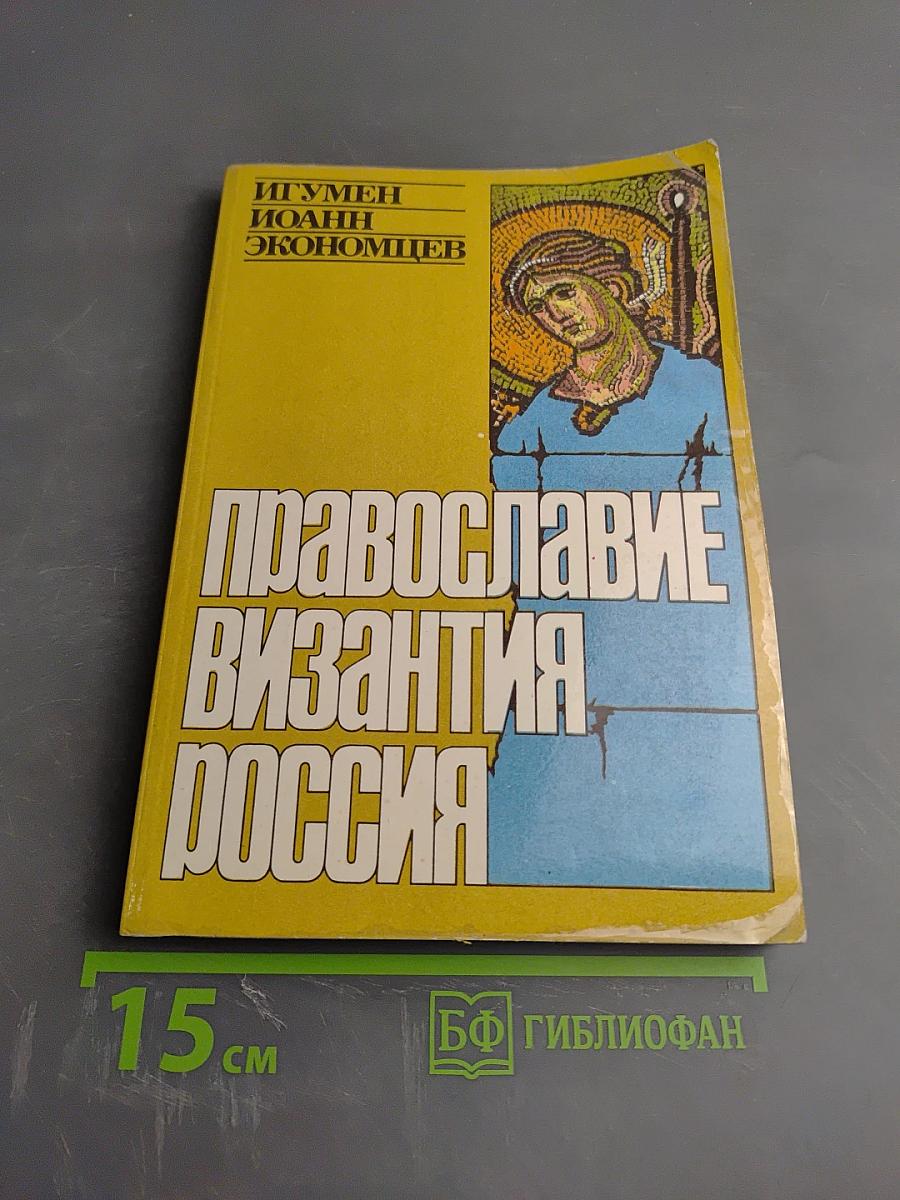 ИГУМЕН
ИОАНН
ЭКОНОМЦЕВ
ПРАВОСЛАВИЕ
ВИЗАНТИЯ
РОССИЯ
15 см
БФ ГИБЛИОФАН